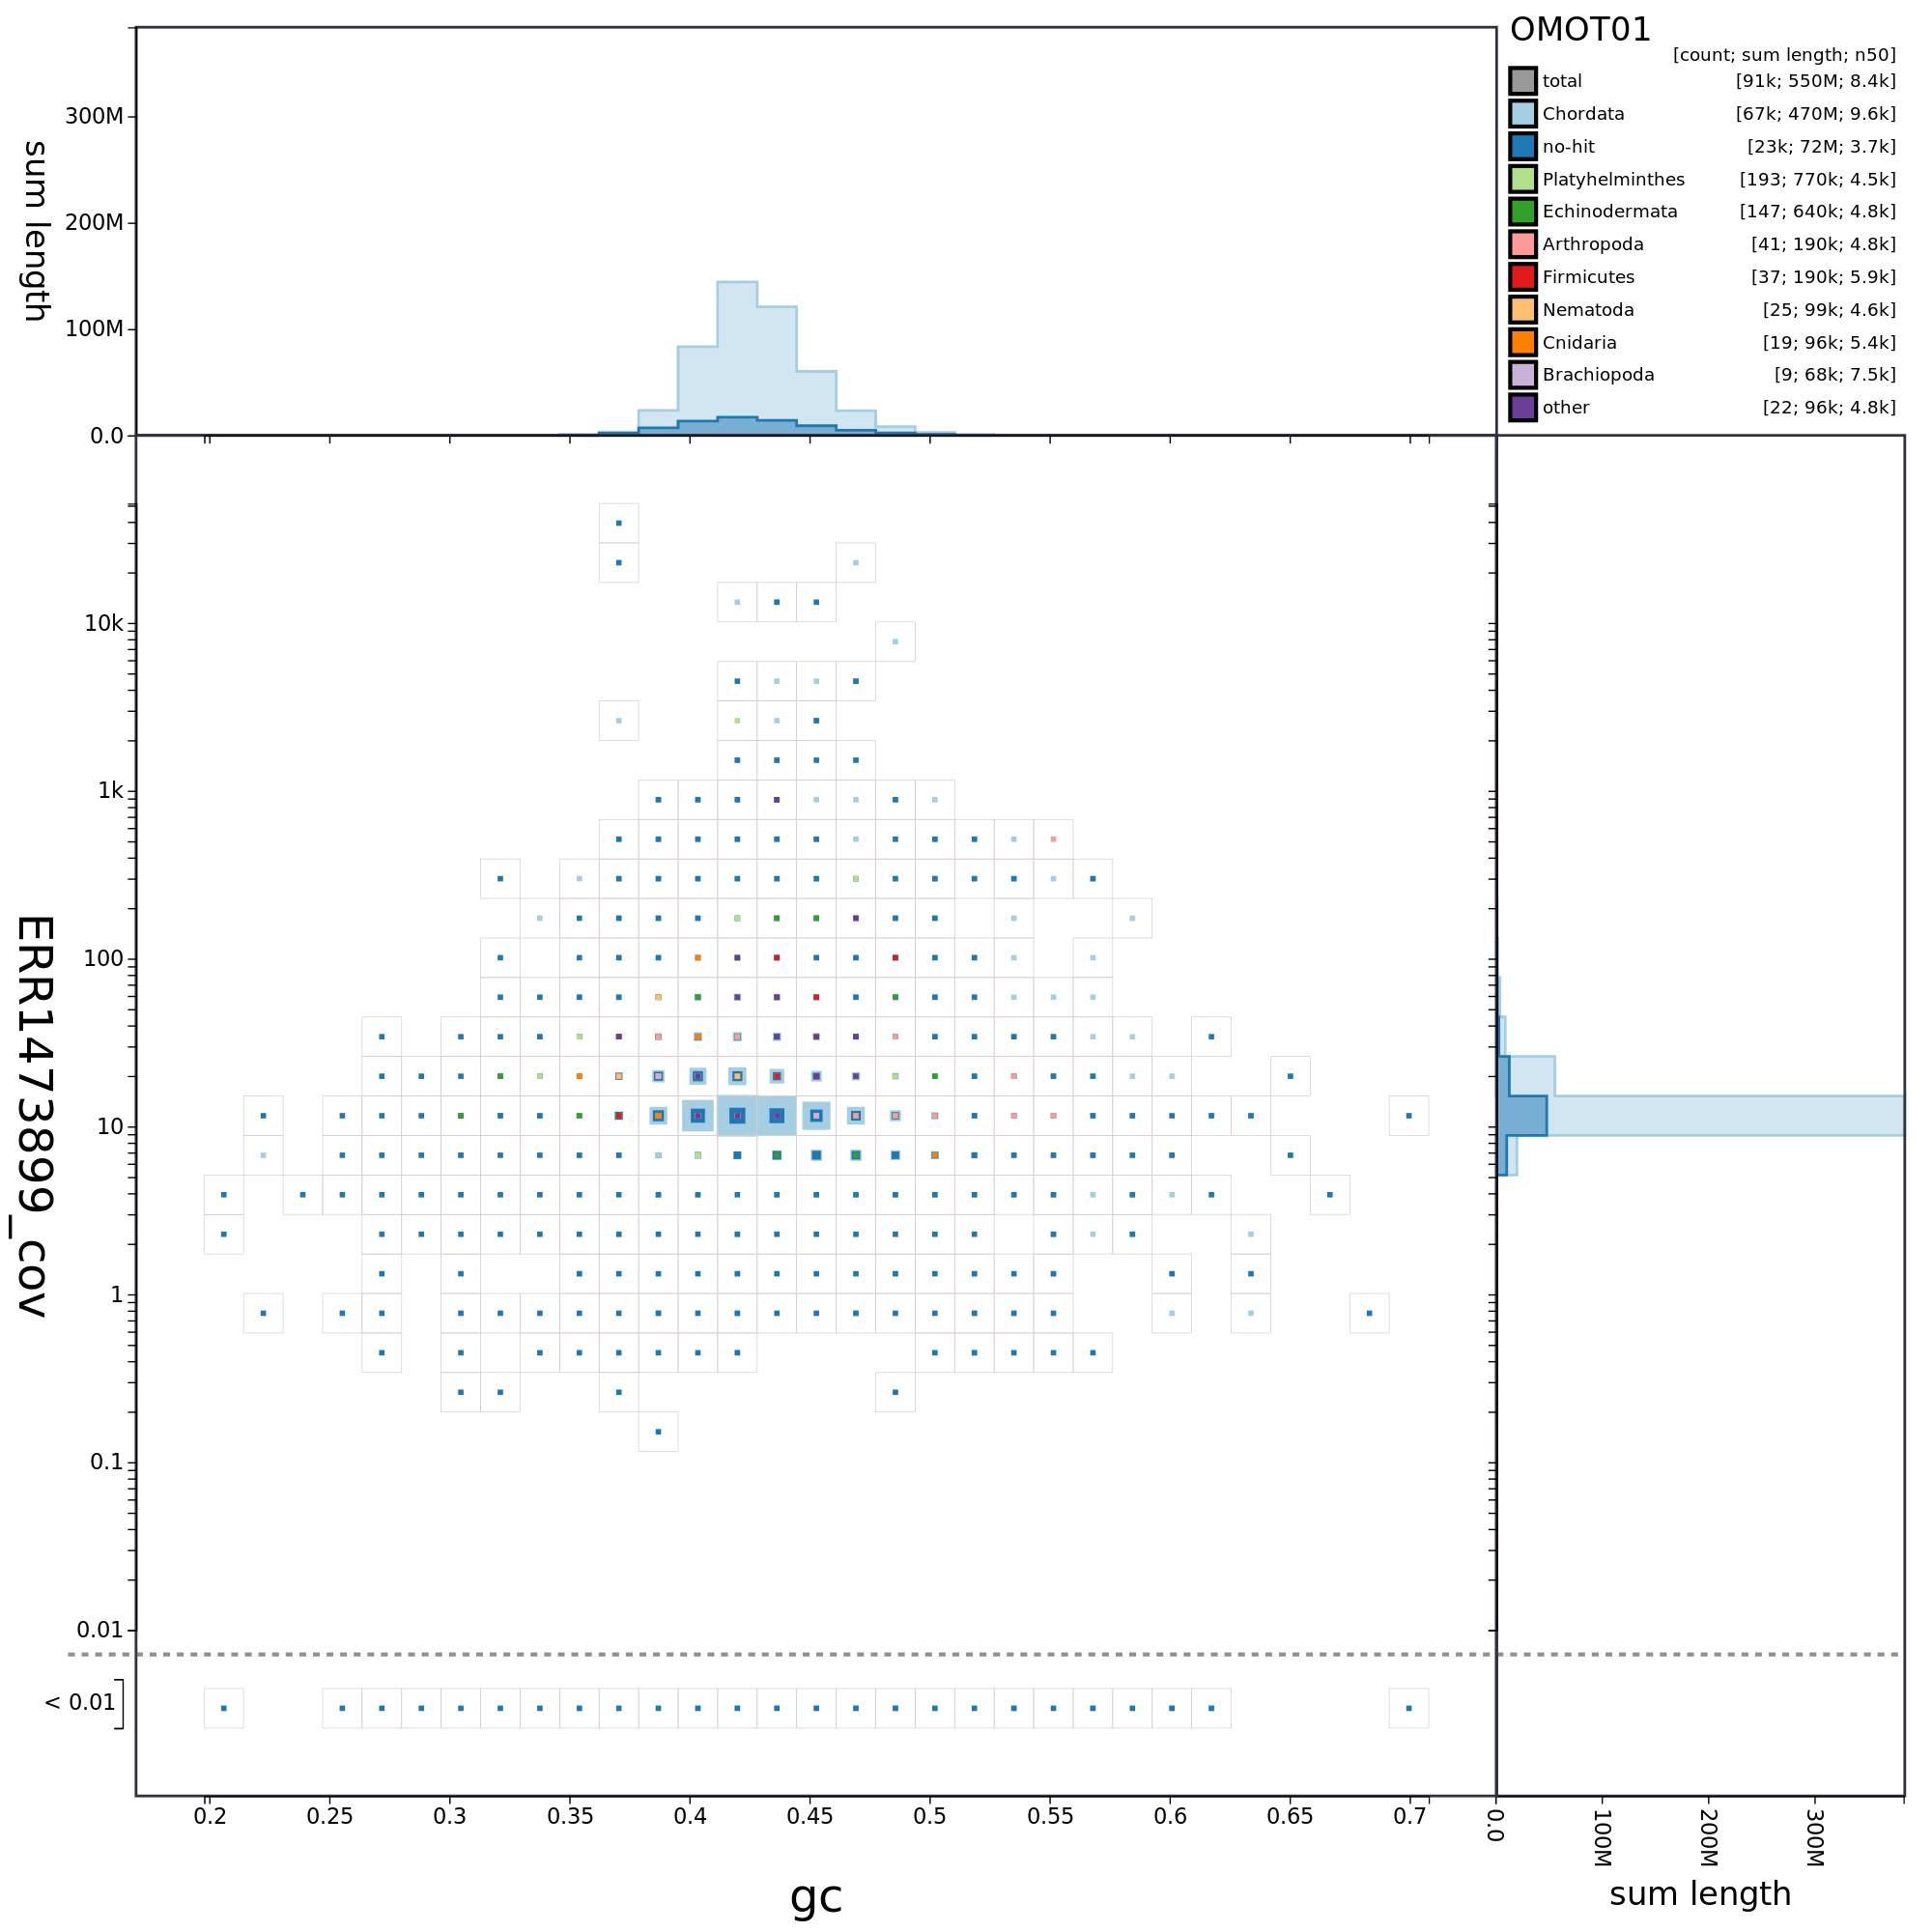 OMOT01
[count; sum length; n50]
total [91k; 550M; 8.4k]
Chordata [67k; 470M; 9.6k]
no-hit [23k; 72M; 3.7k]
Platyhelminthes [193; 770k; 4.5k]
Echinodermata [147; 640k; 4.8k]
Arthropoda [41; 190k; 4.8k]
Firmicutes [37; 190k; 5.9k]
Nematoda [25; 99k; 4.6k]
Cnidaria [19; 96k; 5.4k]
Brachiopoda [9; 68k; 7.5k]
other [22; 96k; 4.8k]
sum length
300M
200M
100M
0.0
ERR1473899_cov
10k
1k
100
10
1
0.1
0.01
< 0.01
0.2 0.25 0.3 0.35 0.4 0.45 0.5 0.55 0.6 0.65 0.7
gc
0.0 100M 200M 300M
sum length